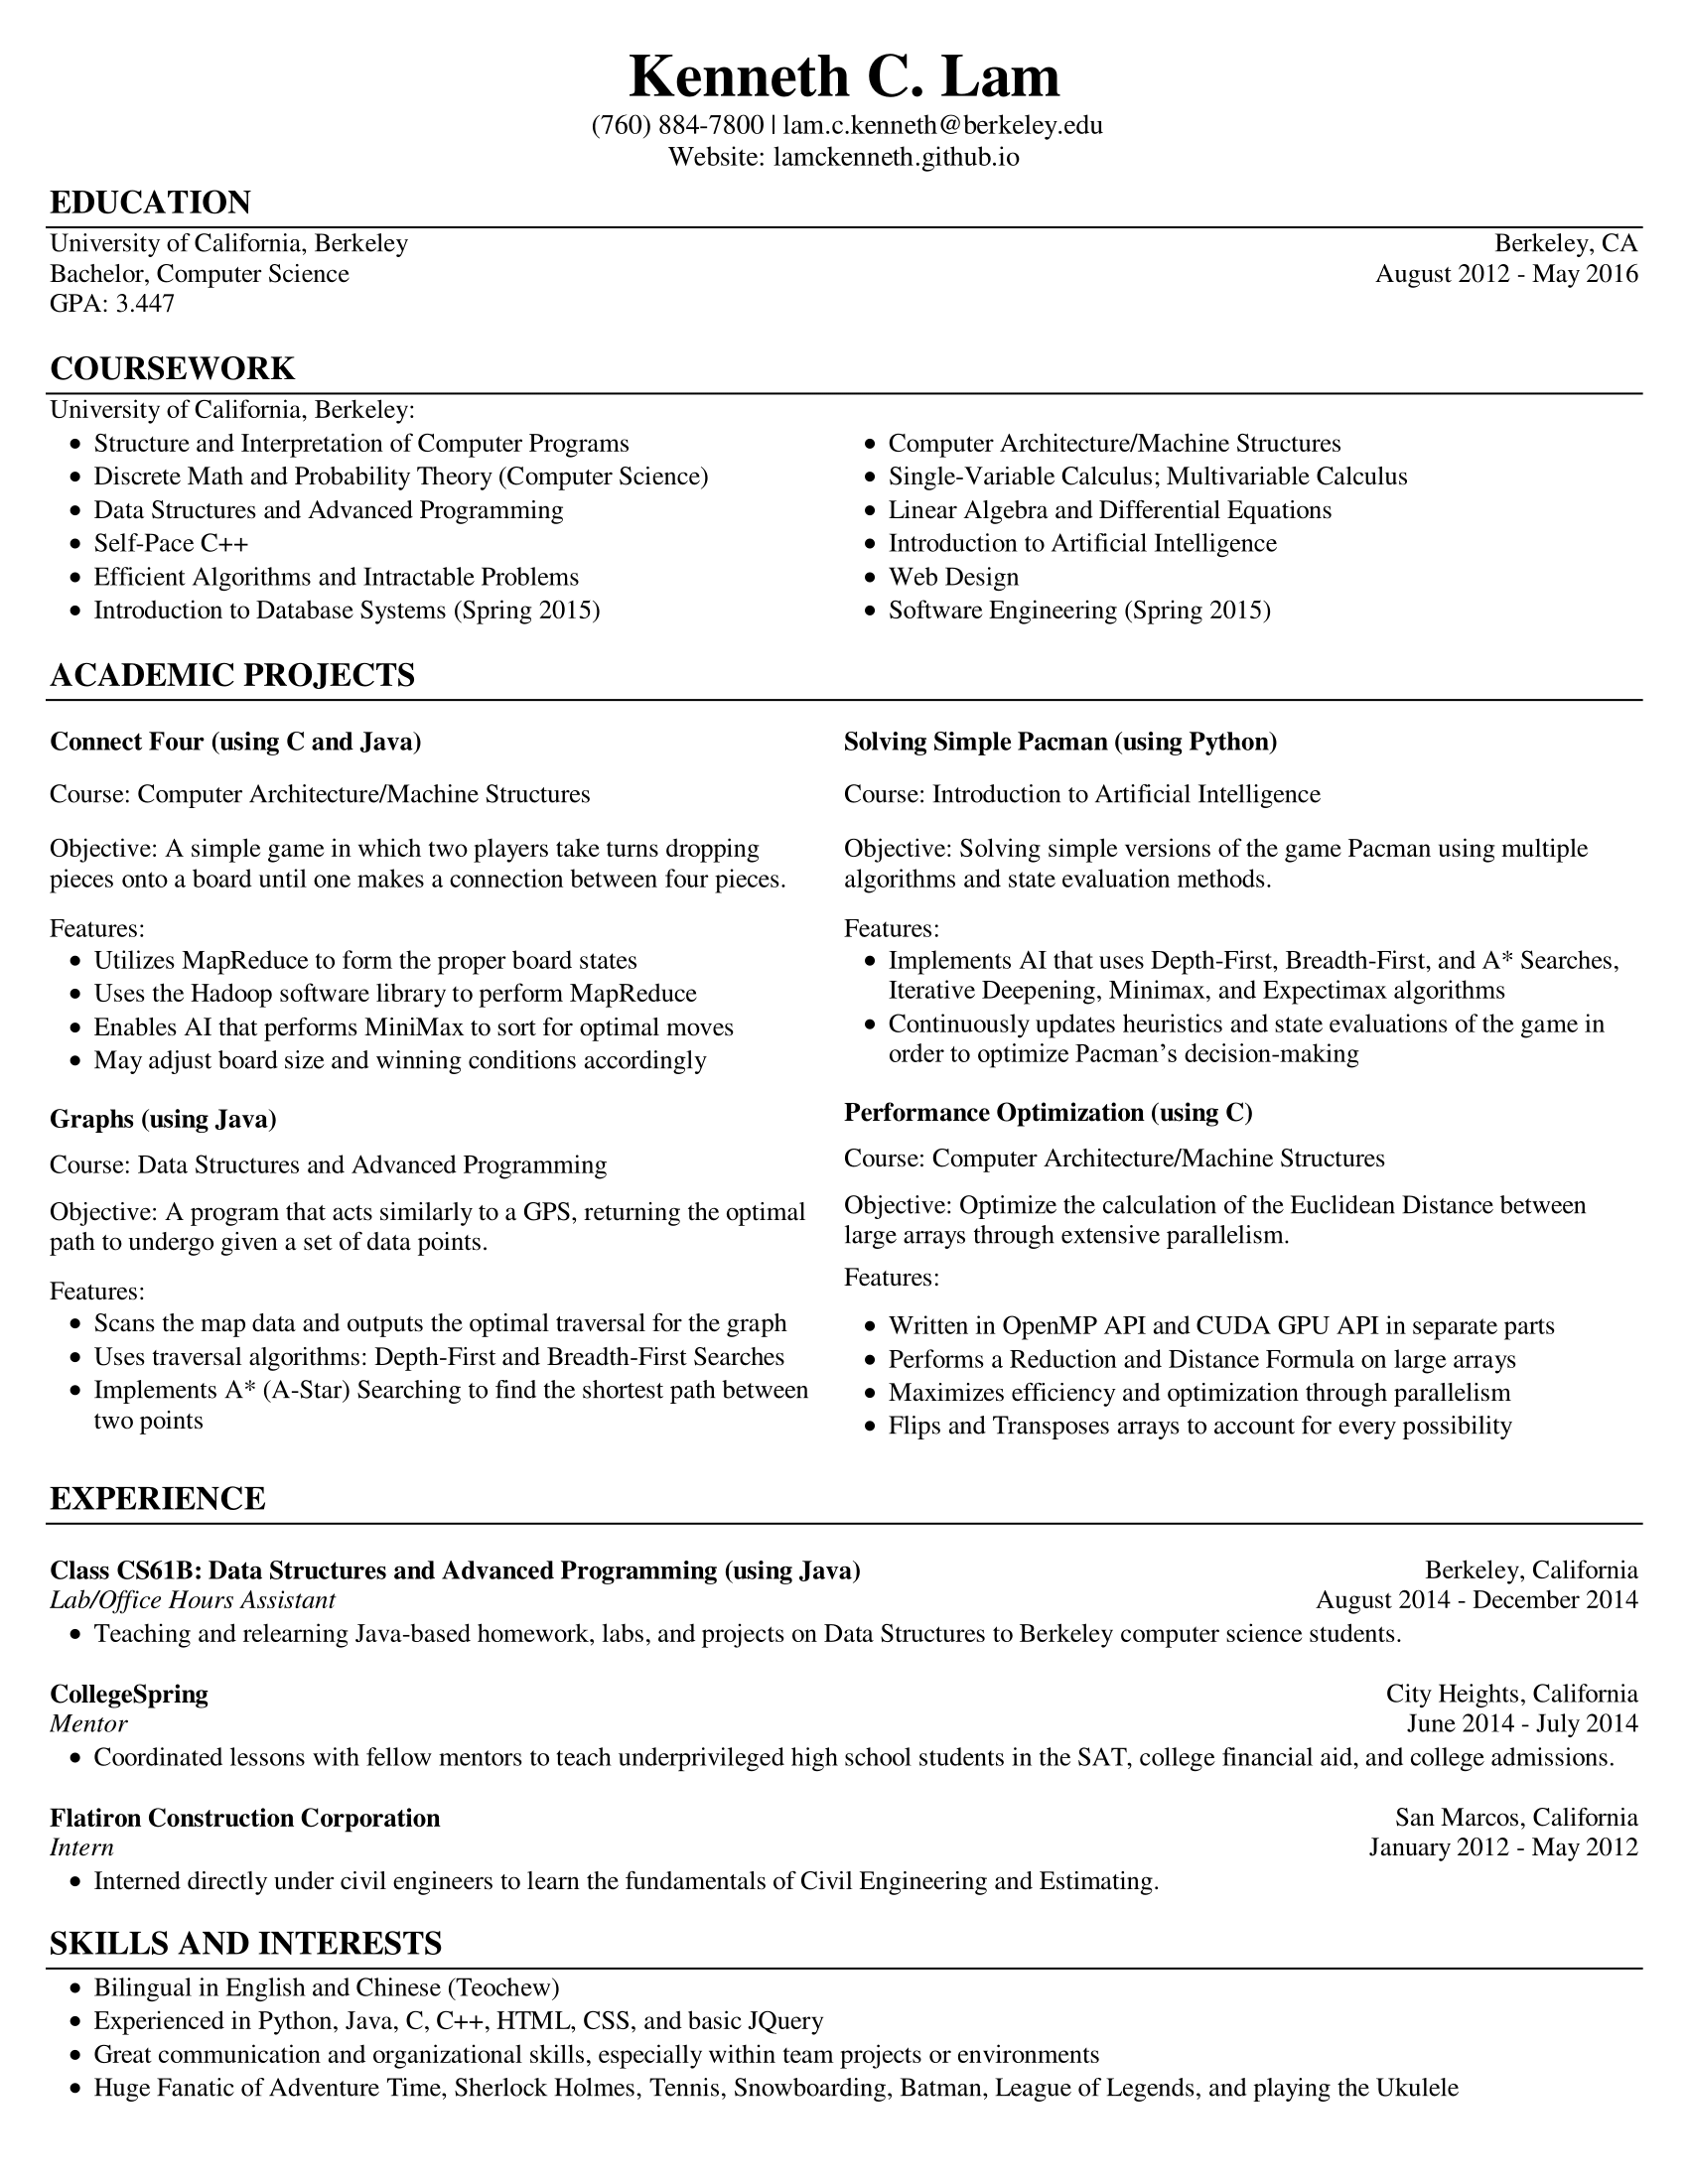 Kenneth C. Lam
(760) 884-7800 | lam.c.kenneth@berkeley.edu
Website: lamckenneth.github.io
EDUCATION
University of California, Berkeley Berkeley, CA
Bachelor, Computer Science August 2012 - May 2016
GPA: 3.447
COURSEWORK
University of California, Berkeley:
• Structure and Interpretation of Computer Programs
• Discrete Math and Probability Theory (Computer Science)
• Data Structures and Advanced Programming
• Self-Pace C++
• Efficient Algorithms and Intractable Problems
• Introduction to Database Systems (Spring 2015)
• Computer Architecture/Machine Structures
• Single-Variable Calculus; Multivariable Calculus
• Linear Algebra and Differential Equations
• Introduction to Artificial Intelligence
• Web Design
• Software Engineering (Spring 2015)
ACADEMIC PROJECTS
Connect Four (using C and Java)
Course: Computer Architecture/Machine Structures
Objective: A simple game in which two players take turns dropping
pieces onto a board until one makes a connection between four pieces.
Features:
• Utilizes MapReduce to form the proper board states
• Uses the Hadoop software library to perform MapReduce
• Enables AI that performs MiniMax to sort for optimal moves
• May adjust board size and winning conditions accordingly
Graphs (using Java)
Course: Data Structures and Advanced Programming
Objective: A program that acts similarly to a GPS, returning the optimal
path to undergo given a set of data points.
Features:
• Scans the map data and outputs the optimal traversal for the graph
• Uses traversal algorithms: Depth-First and Breadth-First Searches
• Implements A* (A-Star) Searching to find the shortest path between
two points
Solving Simple Pacman (using Python)
Course: Introduction to Artificial Intelligence
Objective: Solving simple versions of the game Pacman using multiple
algorithms and state evaluation methods.
Features:
• Implements AI that uses Depth-First, Breadth-First, and A* Searches,
Iterative Deepening, Minimax, and Expectimax algorithms
• Continuously updates heuristics and state evaluations of the game in
order to optimize Pacman’s decision-making
Performance Optimization (using C)
Course: Computer Architecture/Machine Structures
Objective: Optimize the calculation of the Euclidean Distance between
large arrays through extensive parallelism.
Features:
• Written in OpenMP API and CUDA GPU API in separate parts
• Performs a Reduction and Distance Formula on large arrays
• Maximizes efficiency and optimization through parallelism
• Flips and Transposes arrays to account for every possibility
EXPERIENCE
Class CS61B: Data Structures and Advanced Programming (using Java) Berkeley, California
Lab/Office Hours Assistant August 2014 - December 2014
• Teaching and relearning Java-based homework, labs, and projects on Data Structures to Berkeley computer science students.
CollegeSpring City Heights, California
Mentor June 2014 - July 2014
• Coordinated lessons with fellow mentors to teach underprivileged high school students in the SAT, college financial aid, and college admissions.
Flatiron Construction Corporation San Marcos, California
Intern January 2012 - May 2012
• Interned directly under civil engineers to learn the fundamentals of Civil Engineering and Estimating.
SKILLS AND INTERESTS
• Bilingual in English and Chinese (Teochew)
• Experienced in Python, Java, C, C++, HTML, CSS, and basic JQuery
• Great communication and organizational skills, especially within team projects or environments
• Huge Fanatic of Adventure Time, Sherlock Holmes, Tennis, Snowboarding, Batman, League of Legends, and playing the Ukulele